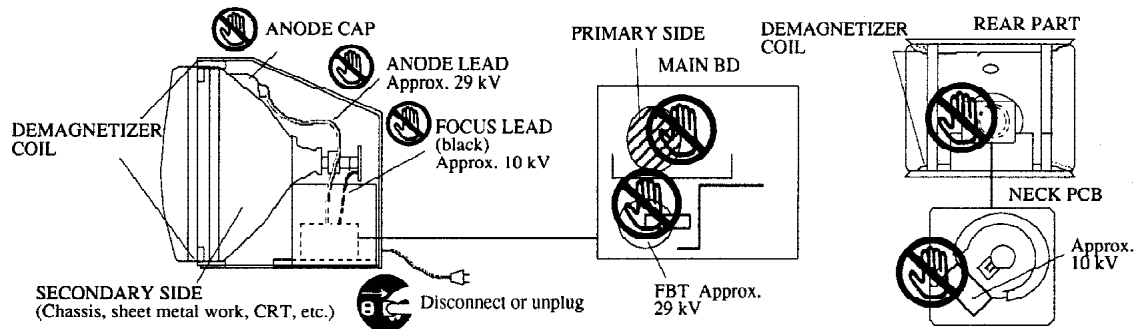 ANODE CAP
ANODE LEAD
Approx. 29 kV
FOCUS LEAD
(black)
Approx. 10 kV
DEMAGNETIZER
COIL
SECONDARY SIDE
(Chassis, sheet metal work, CRT, etc.)
Disconnect or unplug
PRIMARY SIDE
MAIN BD
FBT Approx.
29 kV
DEMAGNETIZER
COIL
REAR PART
NECK PCB
Approx.
10 kV